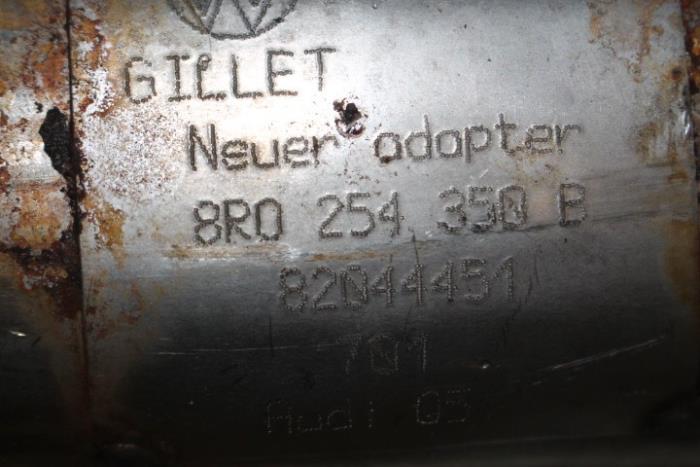 GILLET
Neuer adapter
8R0 254 350 B
82044451
701
Audi 05